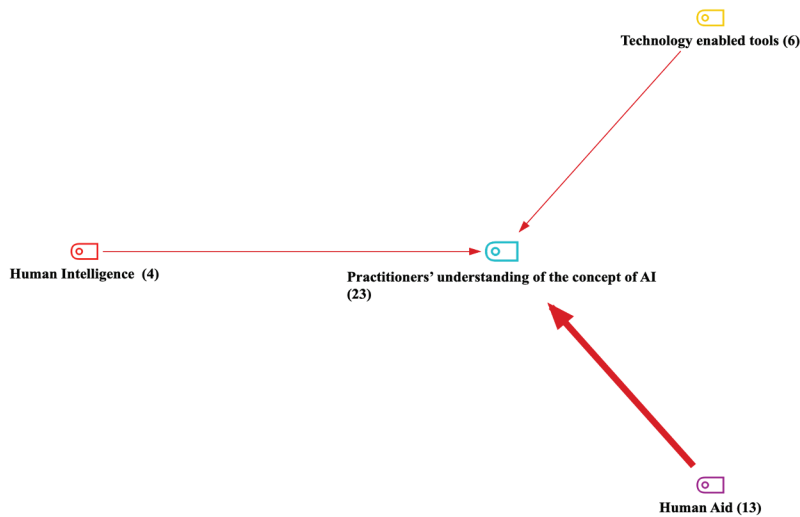 Technology enabled tools (6)
Human Intelligence  (4)
Practitioners’ understanding of the concept of AI
(23)
Human Aid (13)